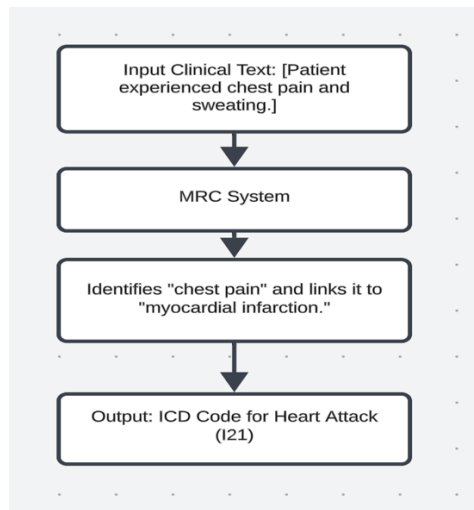 Input Clinical Text: [Patient
experienced chest pain and
sweating.]
MRC System
Identifies "chest pain" and links it to
"myocardial infarction."
Output: ICD Code for Heart Attack
(I21)